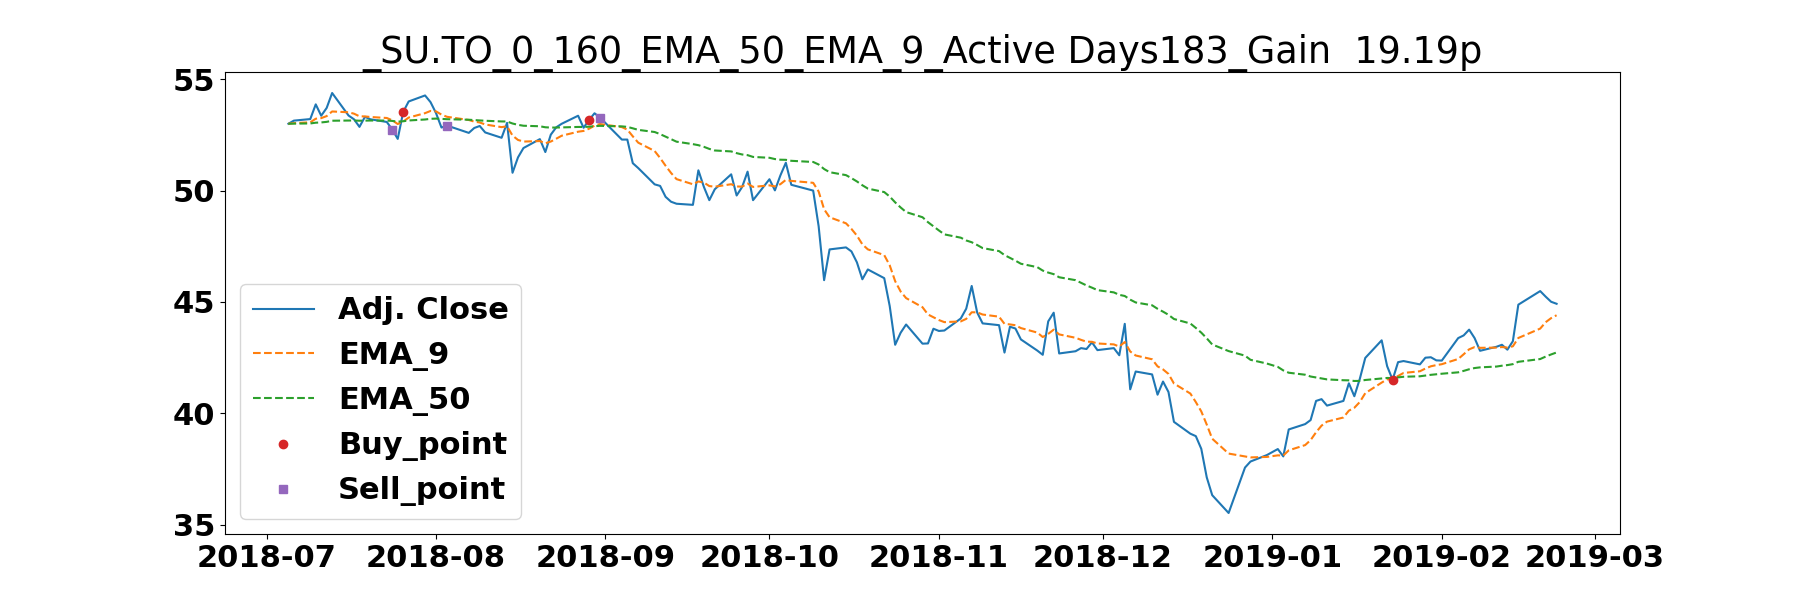 _SU.TO_0_160_EMA_50_EMA_9_Active Days183_Gain  19.19p
55
50
45
40
35
Adj. Close
EMA_9
EMA_50
Buy_point
Sell_point
2018-07 2018-08 2018-09 2018-10 2018-11 2018-12 2019-01 2019-02 2019-03